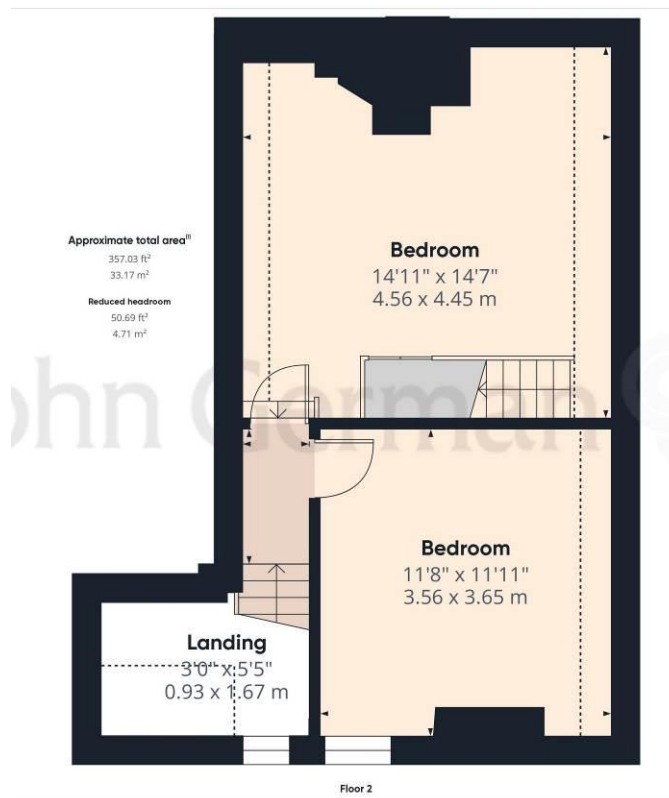 Approximate total area⁽¹⁾
357.03 ft²
33.17 m²
Reduced headroom
50.69 ft²
4.71 m²
Bedroom
14'11" x 14'7"
4.56 x 4.45 m
John German
Bedroom
11'8" x 11'11"
3.56 x 3.65 m
Landing
3'0" x 5'5"
0.93 x 1.67 m
Floor 2